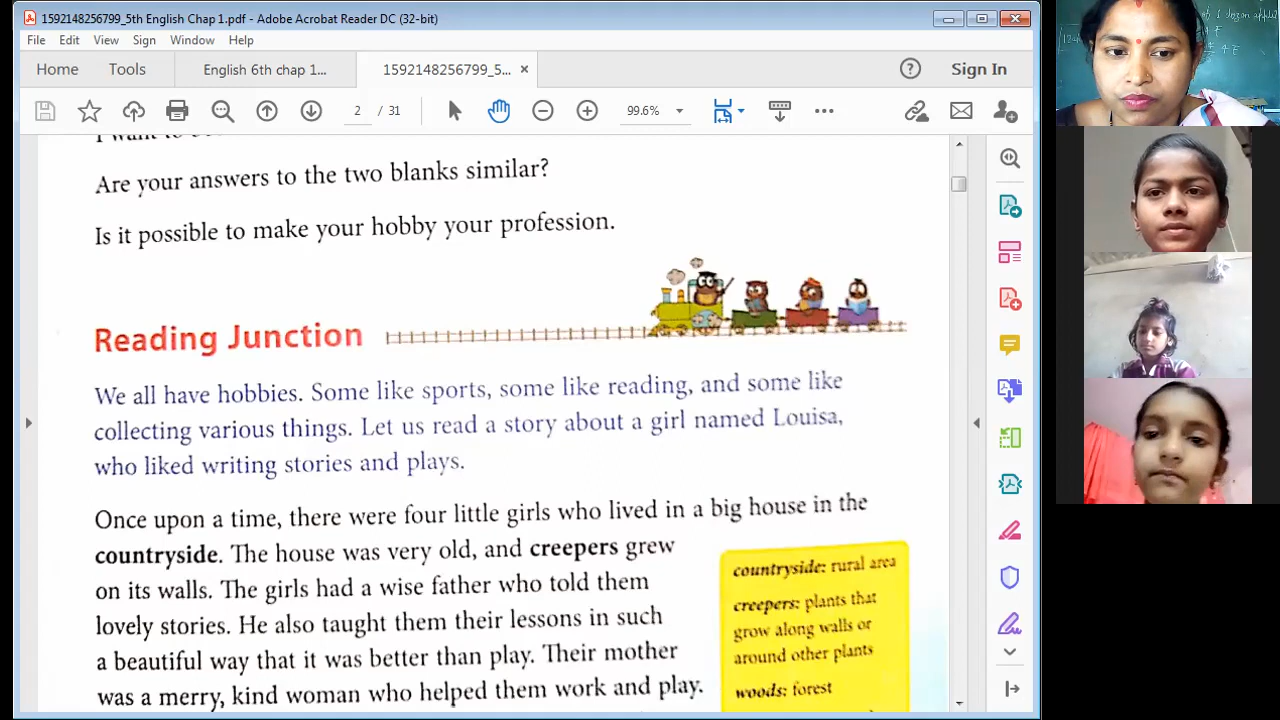 1592148256799_5th English Chap 1.pdf - Adobe Acrobat Reader DC (32-bit)
File Edit View Sign Window Help
Home Tools English 6th chap 1... 1592148256799_5... × Sign In
2 / 31 99.6%
I want to
Are your answers to the two blanks similar?
Is it possible to make your hobby your profession.
Reading Junction
We all have hobbies. Some like sports, some like reading, and some like
collecting various things. Let us read a story about a girl named Louisa,
who liked writing stories and plays.
Once upon a time, there were four little girls who lived in a big house in the
countryside. The house was very old, and creepers grew
on its walls. The girls had a wise father who told them
lovely stories. He also taught them their lessons in such
a beautiful way that it was better than play. Their mother
was a merry, kind woman who helped them work and play.
countryside: rural area
creepers: plants that
grow along walls or
around other plants
woods: forest